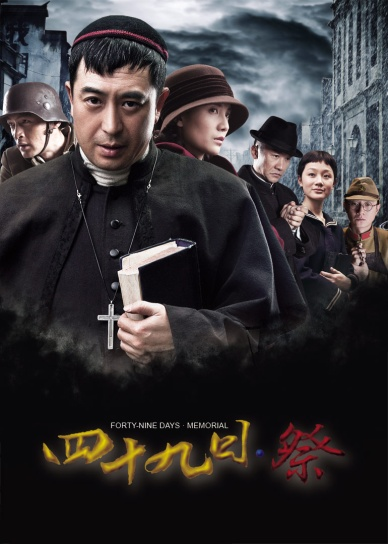 FORTY-NINE DAYS · MEMORIAL
四十九日·祭